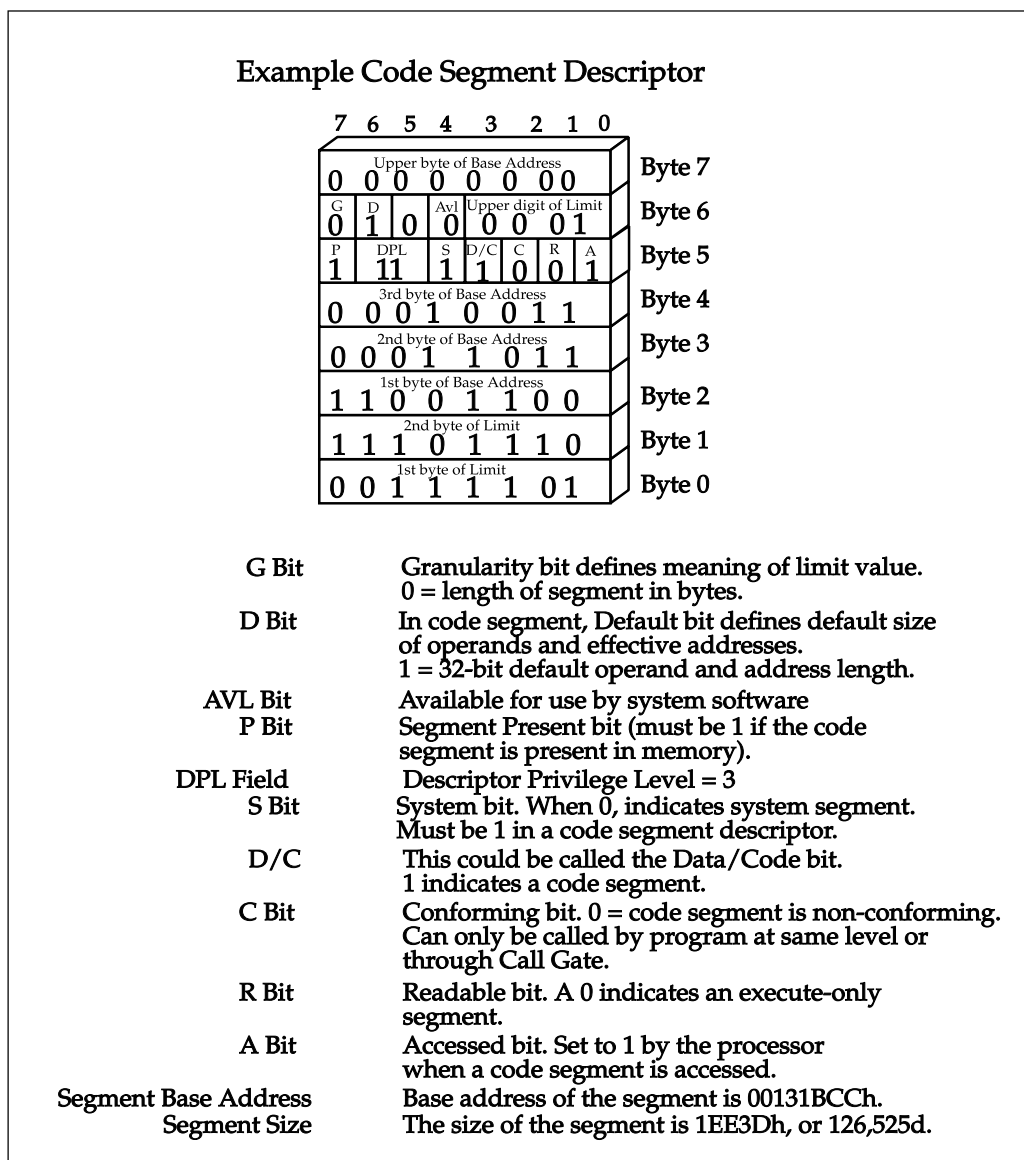 Example Code Segment Descriptor
7 6 5 4 3 2 1 0
Upper byte of Base Address
0 0 0 0 0 0 0 0
Byte 7
G D Avl Upper digit of Limit
0 1 0 0 0 0 0 1
Byte 6
P DPL S D/C C R A
1 11 1 1 0 0 1
Byte 5
3rd byte of Base Address
0 0 0 1 0 0 1 1
Byte 4
2nd byte of Base Address
0 0 0 1 1 0 1 1
Byte 3
1st byte of Base Address
1 1 0 0 1 1 0 0
Byte 2
2nd byte of Limit
1 1 1 0 1 1 1 0
Byte 1
1st byte of Limit
0 0 1 1 1 1 0 1
Byte 0
G Bit Granularity bit defines meaning of limit value.
0 = length of segment in bytes.
D Bit In code segment, Default bit defines default size
of operands and effective addresses.
1 = 32-bit default operand and address length.
AVL Bit Available for use by system software
P Bit Segment Present bit (must be 1 if the code
segment is present in memory).
DPL Field Descriptor Privilege Level = 3
S Bit System bit. When 0, indicates system segment.
Must be 1 in a code segment descriptor.
D/C This could be called the Data/Code bit.
1 indicates a code segment.
C Bit Conforming bit. 0 = code segment is non-conforming.
Can only be called by program at same level or
through Call Gate.
R Bit Readable bit. A 0 indicates an execute-only
segment.
A Bit Accessed bit. Set to 1 by the processor
when a code segment is accessed.
Segment Base Address Base address of the segment is 00131BCCh.
Segment Size The size of the segment is 1EE3Dh, or 126,525d.